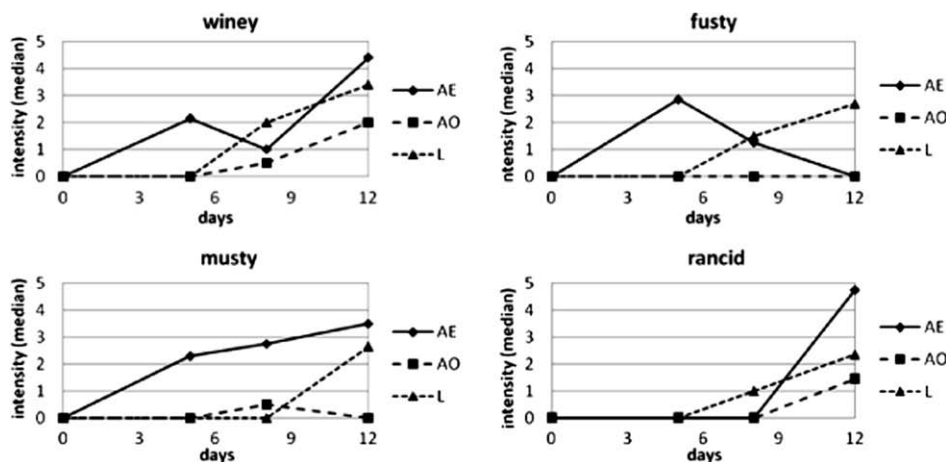 winey
intensity (median)
5
4
3
2
1
0
0 3 6 9 12
days
AE
AO
L
fusty
ntensity (median)
5
4
3
2
1
0
0 3 6 9 12
days
AE
AO
L
musty
intensity (median)
5
4
3
2
1
0
0 3 6 9 12
days
AE
AO
L
rancid
intensity (median)
5
4
3
2
1
0
0 3 6 9 12
days
AE
AO
L